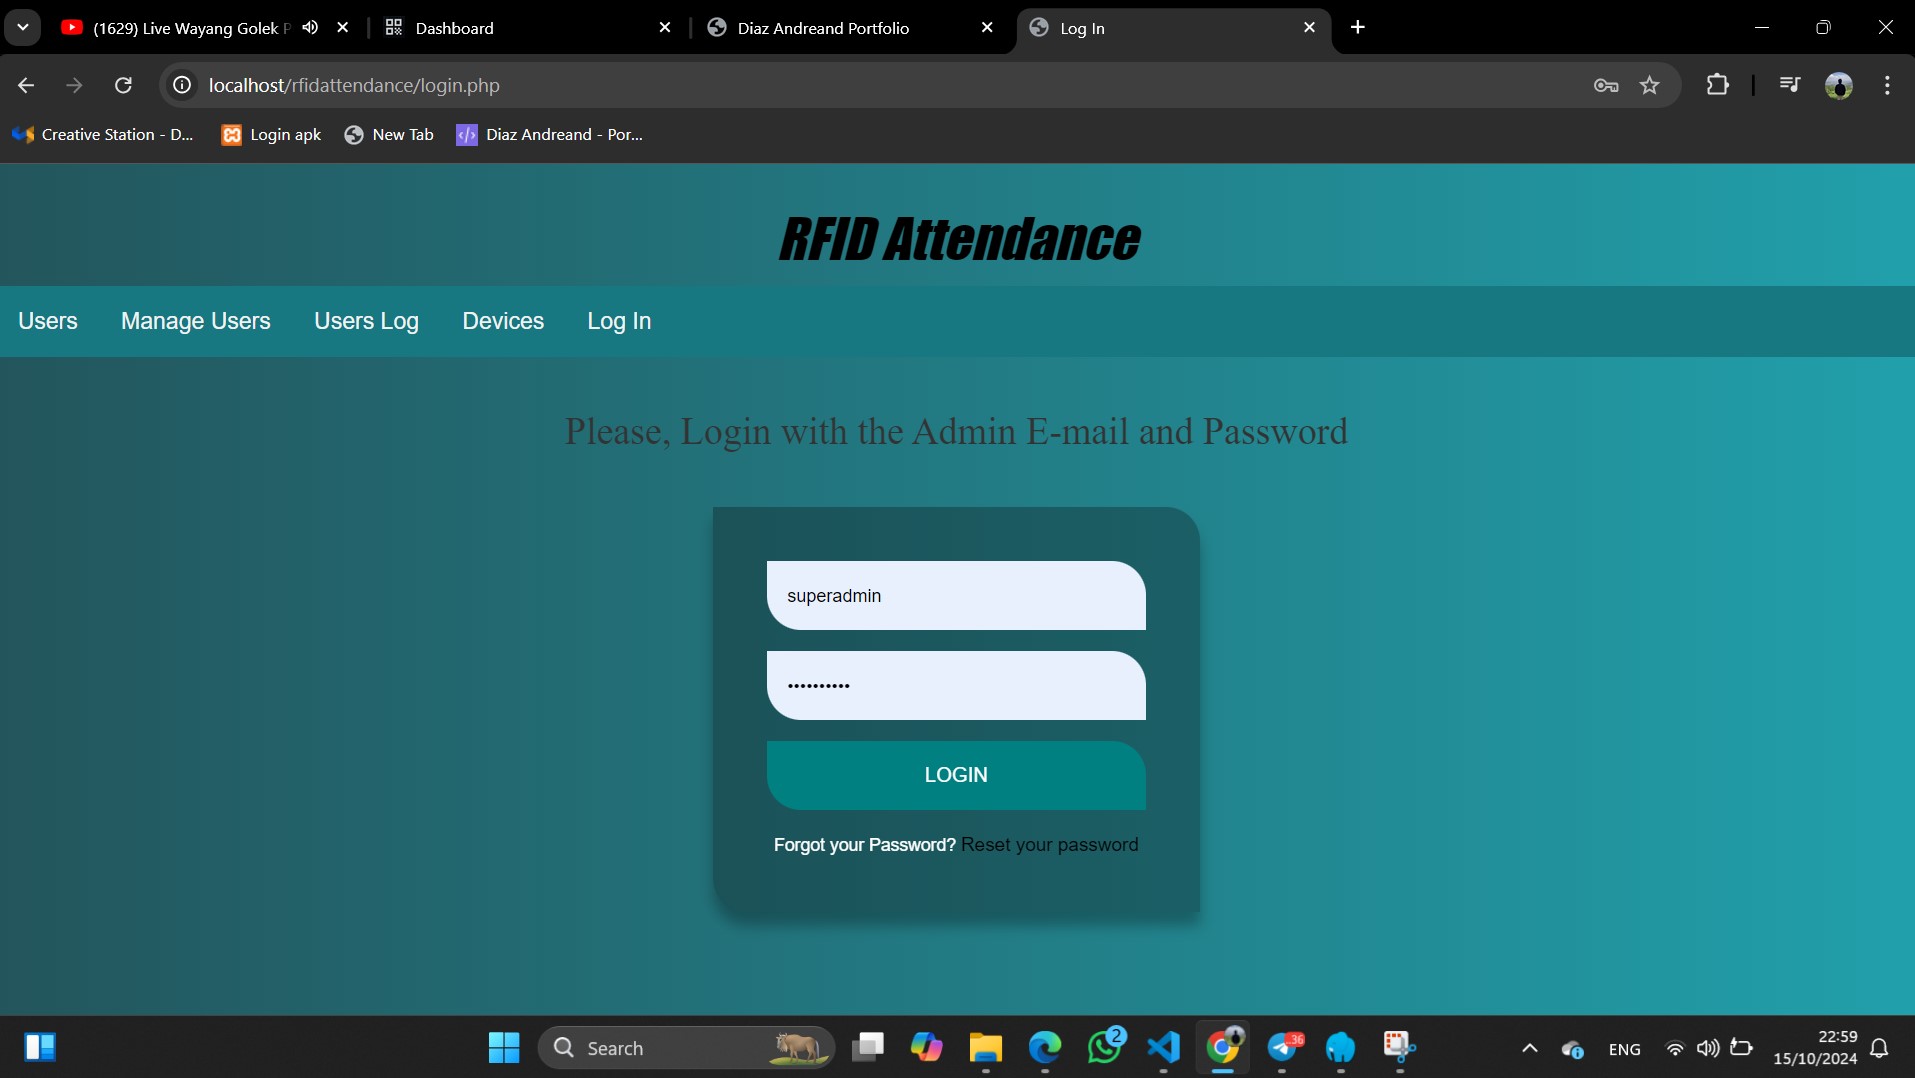 (1629) Live Wayang Golek P
Dashboard
Diaz Andreand Portfolio
Log In
localhost/rfidattendance/login.php
Creative Station - D...
Login apk
New Tab
Diaz Andreand - Por...
RFID Attendance
Users
Manage Users
Users Log
Devices
Log In
Please, Login with the Admin E-mail and Password
superadmin
••••••••••
LOGIN
Forgot your Password? Reset your password
Search
2
..36
ENG
22:59
15/10/2024